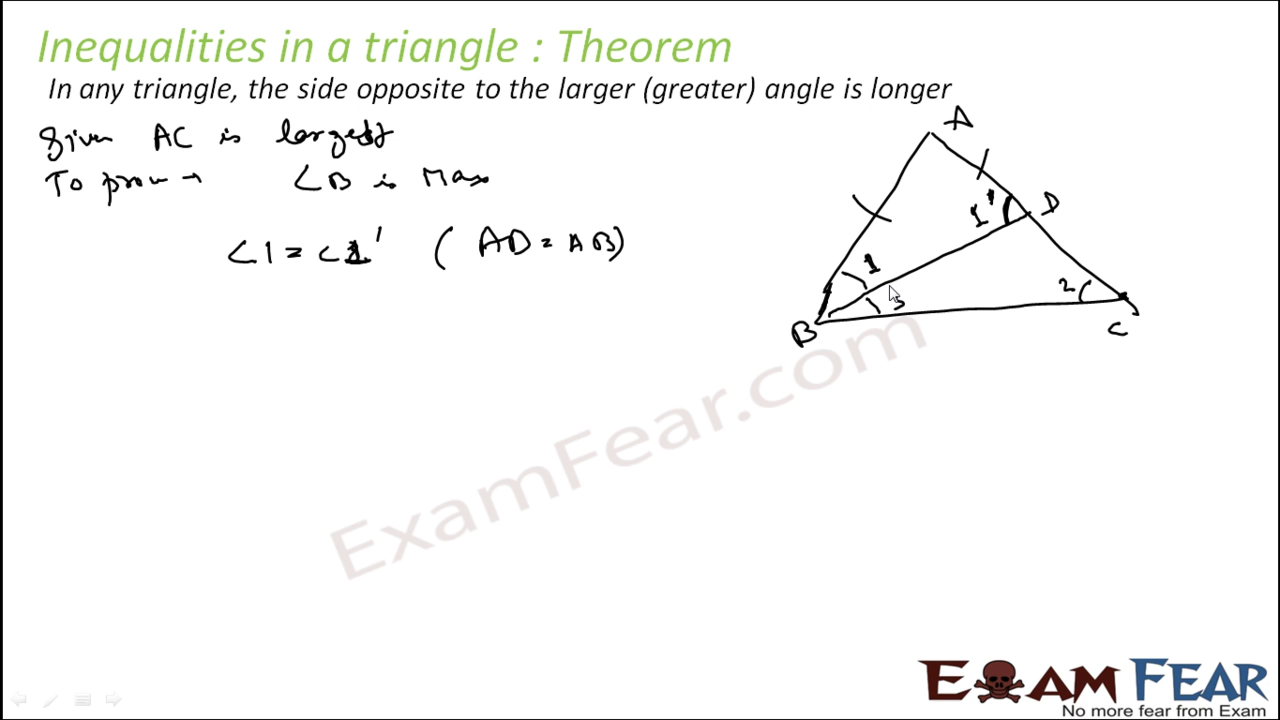 Inequalities in a triangle : Theorem
In any triangle, the side opposite to the larger (greater) angle is longer
Given AC is largest
To prove → ∠B is Max
∠1 = ∠1' ( AD = AB)
A
D
1'
1
2
3
B
C
ExamFear.com
EXAM FEAR
No more fear from Exam